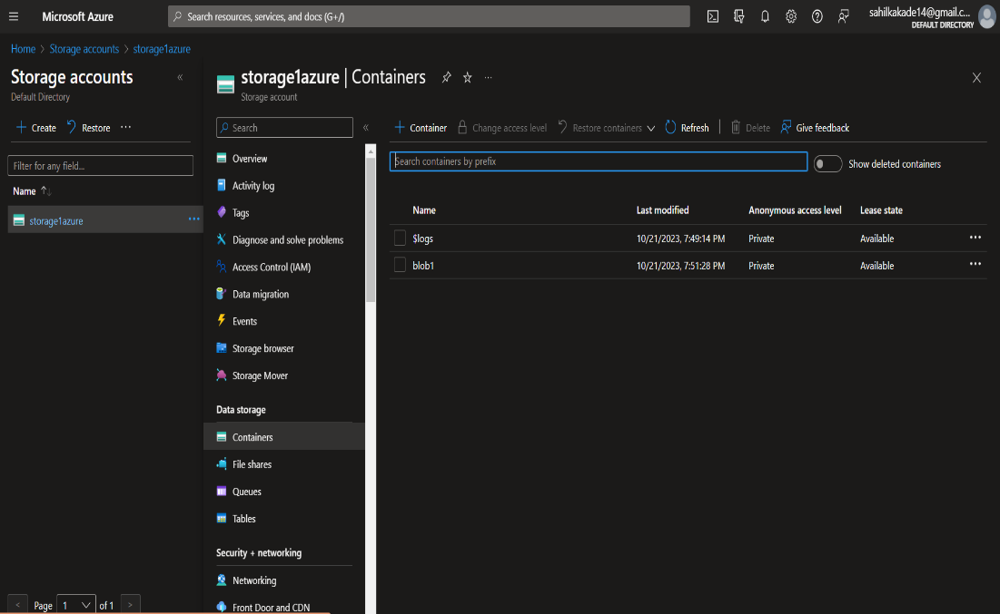 Microsoft Azure
Search resources, services, and docs (G+/)
sahilkakade14@gmail.c...
DEFAULT DIRECTORY
Home > Storage accounts > storage1azure
Storage accounts «
Default Directory
+ Create Restore ...
Filter for any field...
Name ↑↓
storage1azure ...
< Page 1 of 1 >
storage1azure | Containers ...
Storage account
Search «
Overview
Activity log
Tags
Diagnose and solve problems
Access Control (IAM)
Data migration
Events
Storage browser
Storage Mover
Data storage
Containers
File shares
Queues
Tables
Security + networking
Networking
Front Door and CDN
+ Container Change access level Restore containers Refresh | Delete Give feedback
Search containers by prefix
Show deleted containers
Name Last modified Anonymous access level Lease state
$logs 10/21/2023, 7:49:14 PM Private Available ...
blob1 10/21/2023, 7:51:28 PM Private Available ...